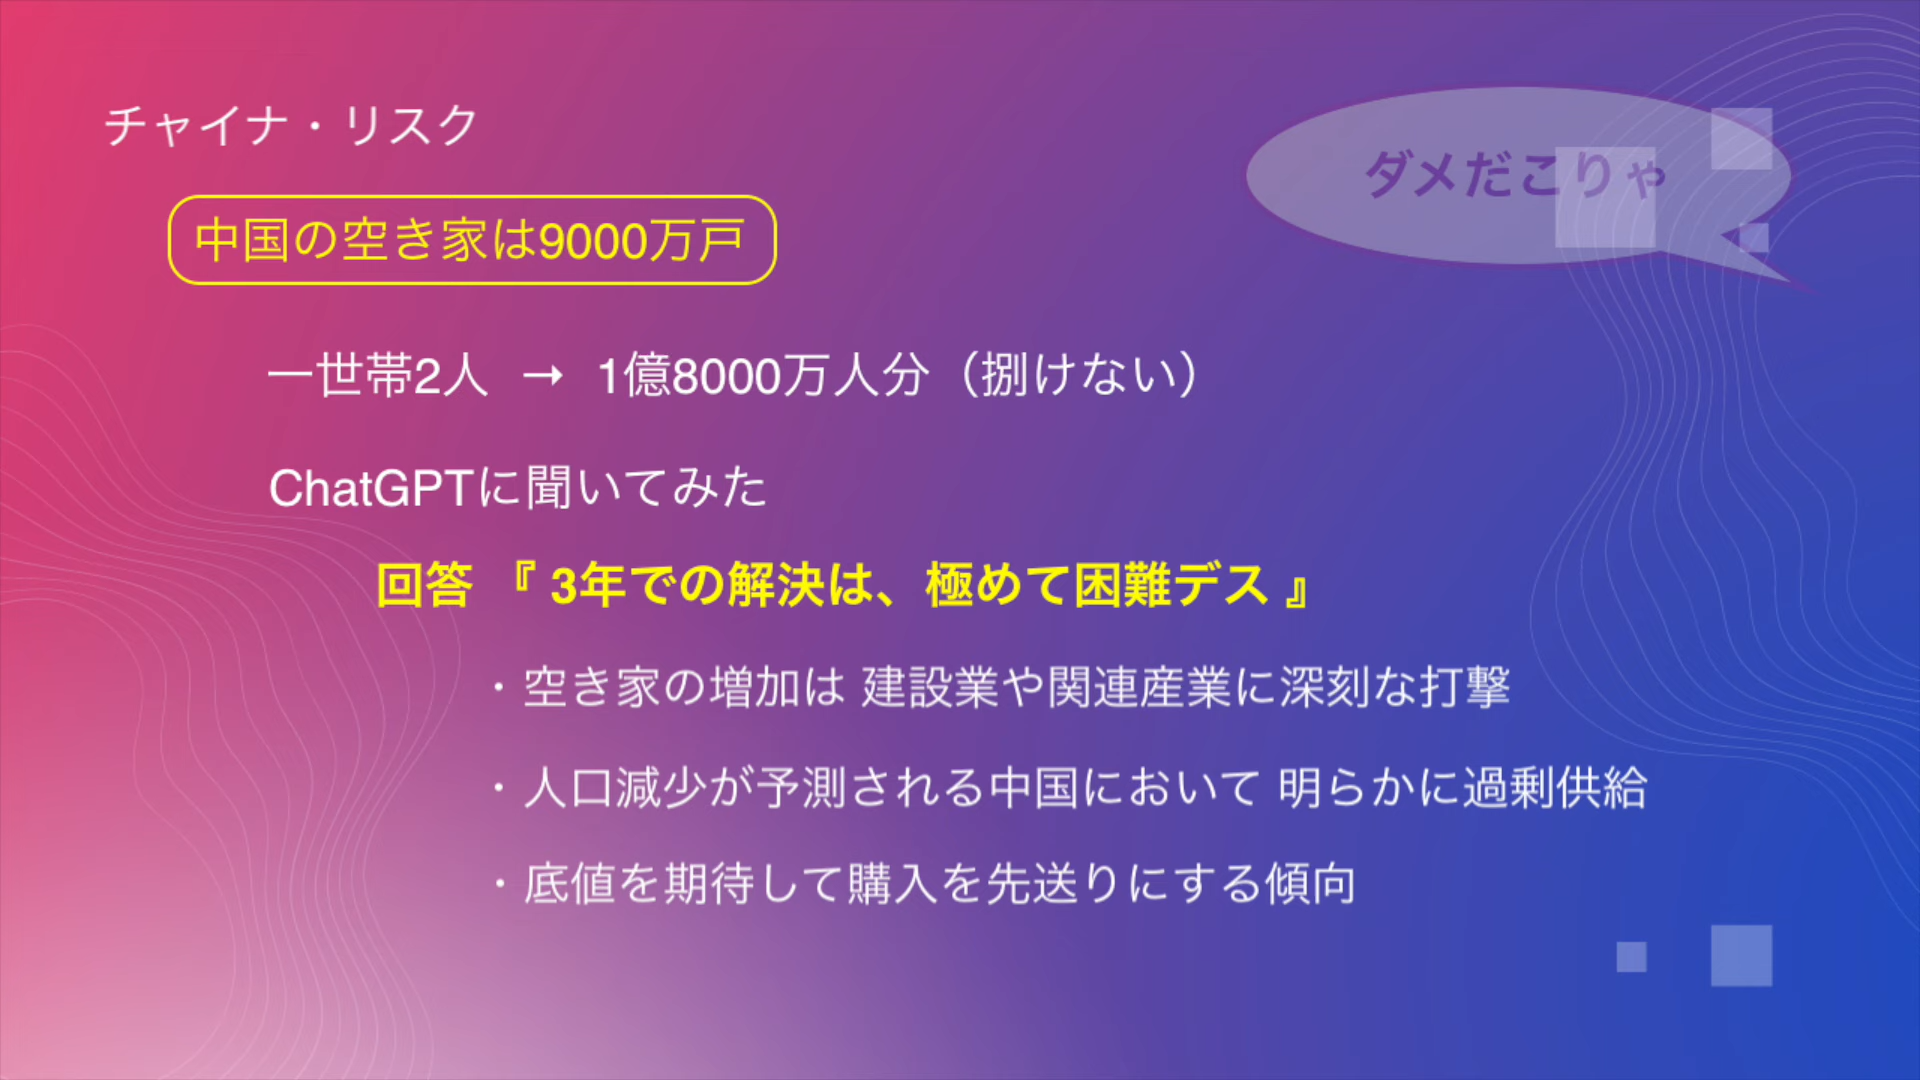 チャイナ・リスク
ダメだこりゃ
中国の空き家は9000万戸
一世帯2人 → 1億8000万人分（捌けない）
ChatGPTに聞いてみた
回答 『 3年での解決は、極めて困難デス 』
・空き家の増加は 建設業や関連産業に深刻な打撃
・人口減少が予測される中国において 明らかに過剰供給
・底値を期待して購入を先送りにする傾向